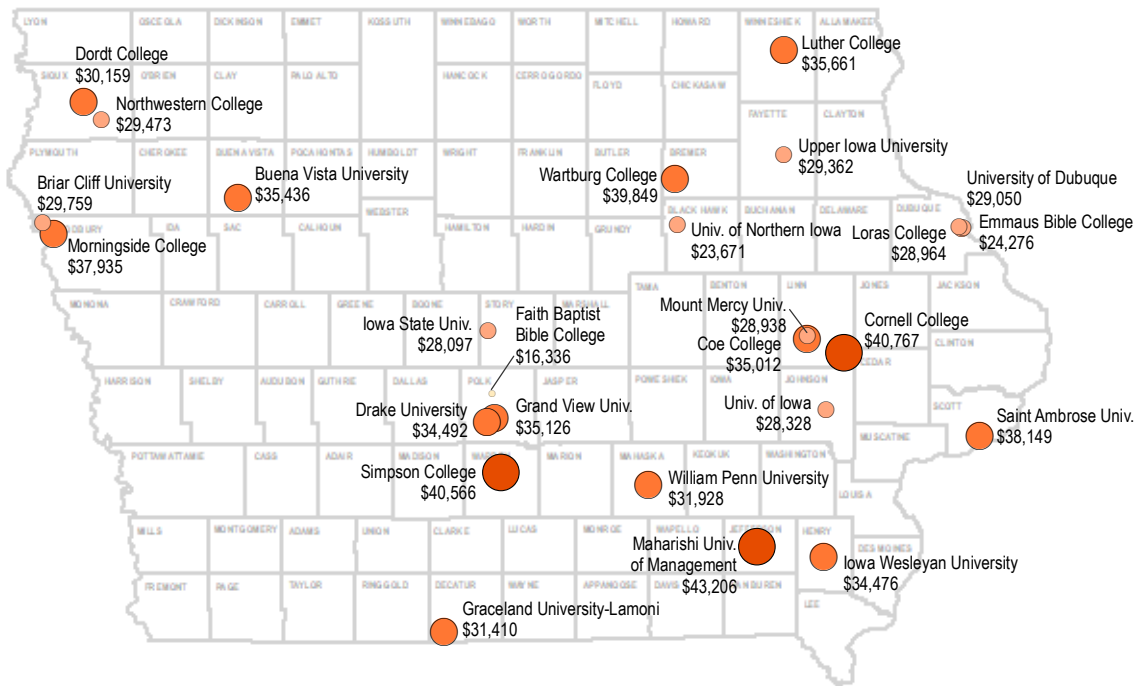 LYON
OSCEOLA
DICKINSON
EMMET
KOSSUTH
WINNEBAGO
WORTH
MITCHELL
HOWARD
WINNESHIEK
ALLAMAKEE
Dordt College
$30,159
Luther College
$35,661
SIOUX
O'BRIEN
CLAY
PALO ALTO
HANCOCK
CERRO GORDO
FLOYD
CHICKASAW
Northwestern College
$29,473
FAYETTE
CLAYTON
PLYMOUTH
CHEROKEE
BUENA VISTA
POCAHONTAS
HUMBOLDT
WRIGHT
FRANKLIN
BUTLER
BREMER
Upper Iowa University
$29,362
Briar Cliff University
$29,759
Buena Vista University
$35,436
Wartburg College
$39,849
University of Dubuque
$29,050
WEBSTER
BLACK HAWK
BUCHANAN
DELAWARE
DUBUQUE
IDA
SAC
CALHOUN
HAMILTON
HARDIN
GRUNDY
Morningside College
$37,935
Univ. of Northern Iowa
$23,671
Loras College
$28,964
Emmaus Bible College
$24,276
TAMA
BENTON
LINN
JONES
JACKSON
MONONA
CRAWFORD
CARROLL
GREENE
BOONE
STORY
MARSHALL
Iowa State Univ.
$28,097
Faith Baptist
Bible College
$16,336
Mount Mercy Univ.
$28,938
Coe College
$35,012
Cornell College
$40,767
CLINTON
CEDAR
HARRISON
SHELBY
AUDUBON
GUTHRIE
DALLAS
POLK
JASPER
POWESHIEK
IOWA
JOHNSON
SCOTT
Drake University
$34,492
Grand View Univ.
$35,126
Univ. of Iowa
$28,328
Saint Ambrose Univ.
$38,149
MUSCATINE
POTTAWATTAMIE
CASS
ADAIR
MADISON
MARION
MAHASKA
KEOKUK
WASHINGTON
Simpson College
$40,566
William Penn University
$31,928
LOUISA
MILLS
MONTGOMERY
ADAMS
UNION
CLARKE
LUCAS
MONROE
WAPELLO
JEFFERSON
HENRY
DES MOINES
Maharishi Univ.
of Management
$43,206
Iowa Wesleyan University
$34,476
FREMONT
PAGE
TAYLOR
RINGGOLD
DECATUR
WAYNE
APPANOOSE
DAVIS
LEE
Graceland University-Lamoni
$31,410